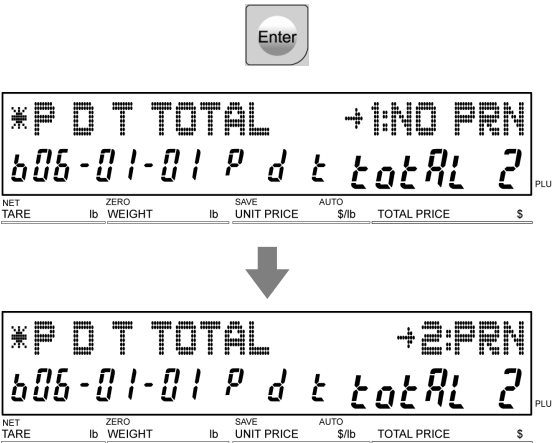 Enter
*P D T TOTAL →1:NO PRN
b06-01-01 P d t totAL 2
PLU
NET ZERO SAVE AUTO
TARE lb WEIGHT lb UNIT PRICE $/lb TOTAL PRICE $
*P D T TOTAL →2:PRN
b06-01-01 P d t totAL 2
PLU
NET ZERO SAVE AUTO
TARE lb WEIGHT lb UNIT PRICE $/lb TOTAL PRICE $